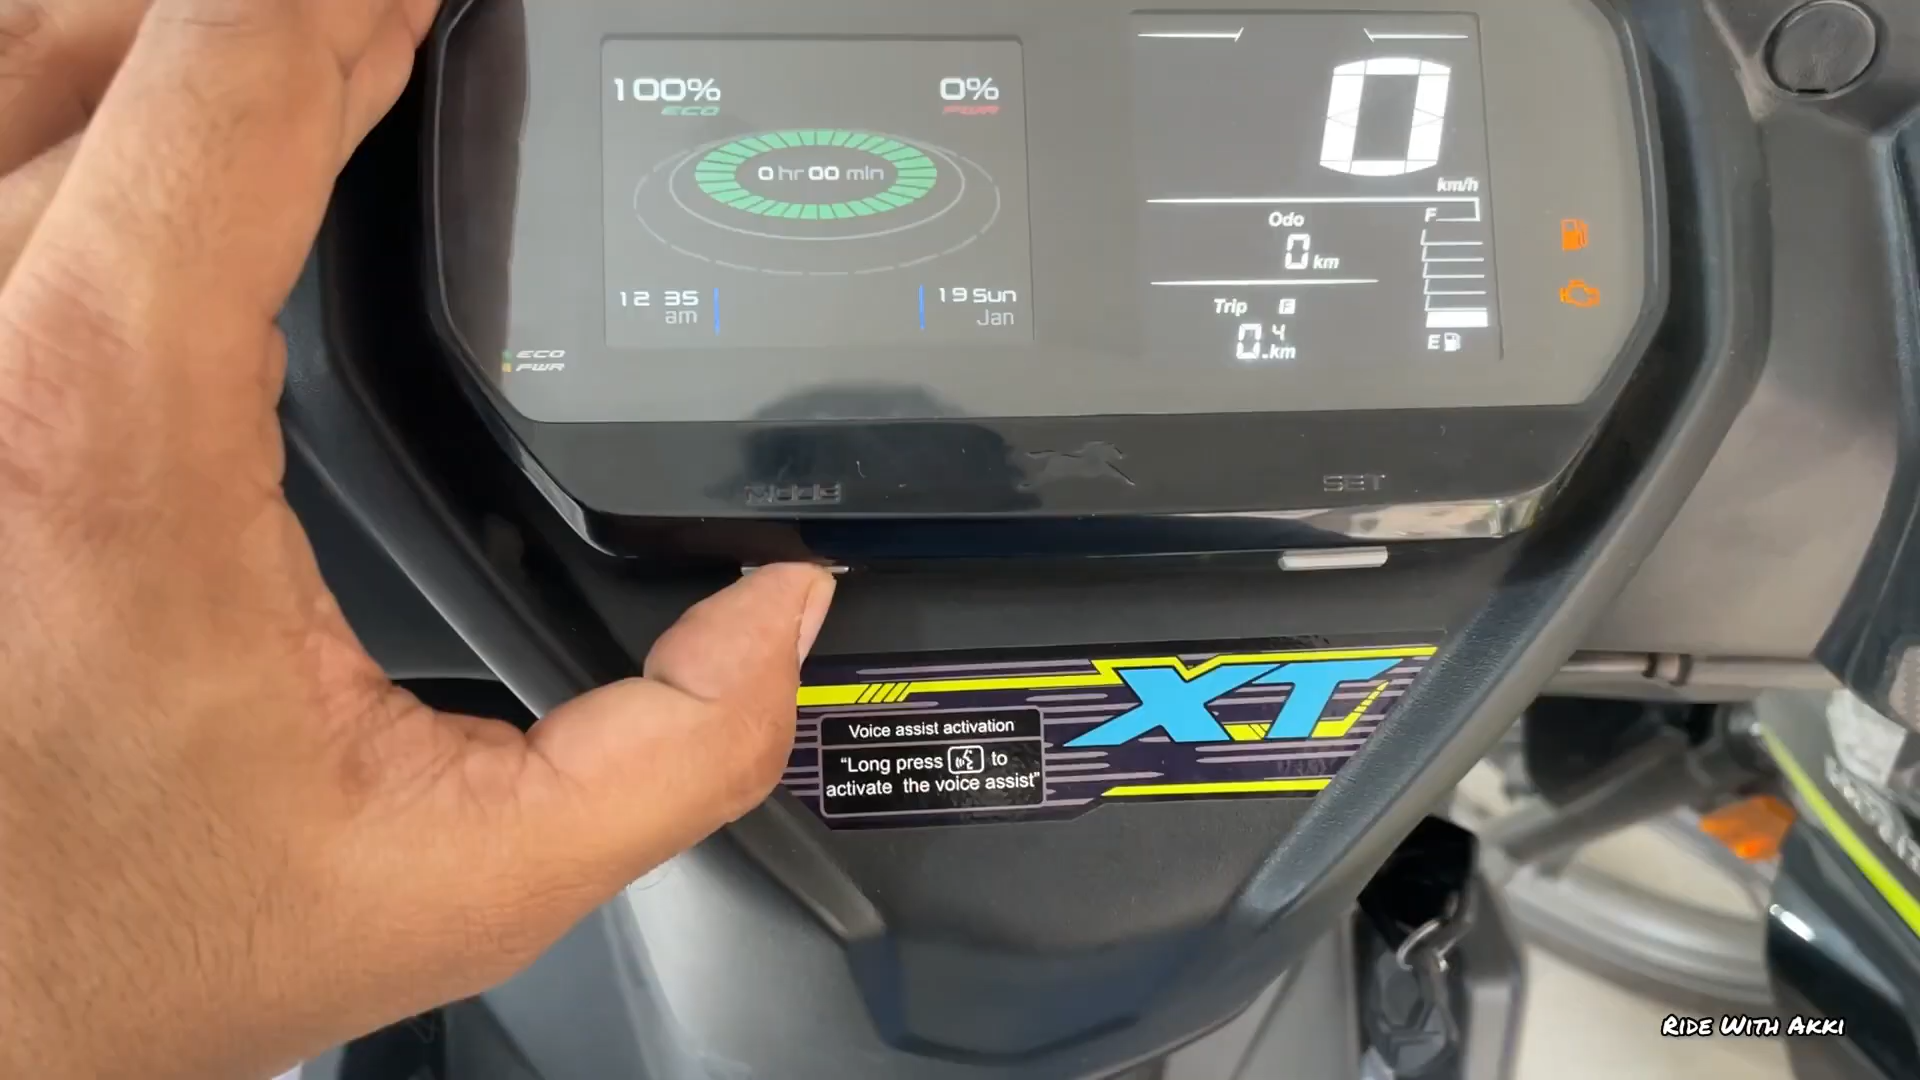 100% 0%
ECO PWR
0 hr 00 min
12 35 19 Sun
am Jan
ECO
PWR
0
km/h
Odo
0 km
Trip F
0.4 km
F
E
Mode SET
XT
Voice assist activation
“Long press to
activate the voice assist”
RIDE WITH AKKI